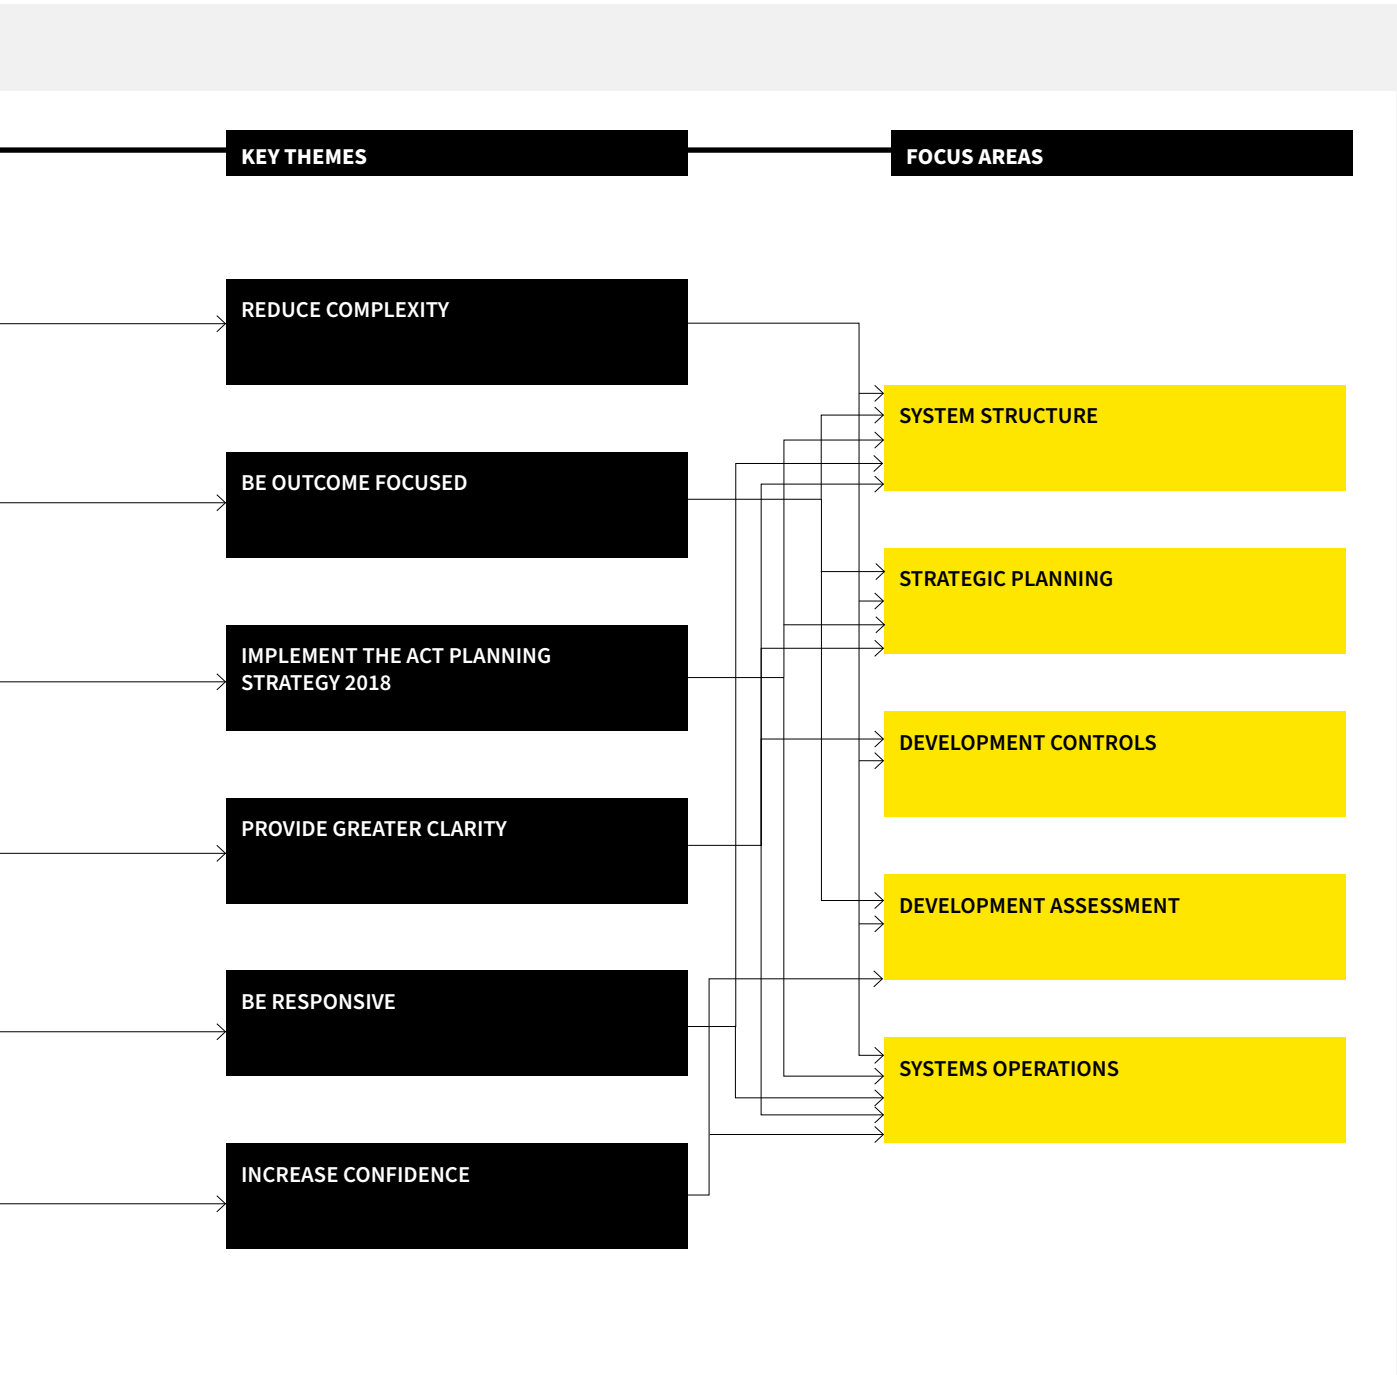 KEY THEMES
FOCUS AREAS
REDUCE COMPLEXITY
BE OUTCOME FOCUSED
IMPLEMENT THE ACT PLANNING
STRATEGY 2018
PROVIDE GREATER CLARITY
BE RESPONSIVE
INCREASE CONFIDENCE
SYSTEM STRUCTURE
STRATEGIC PLANNING
DEVELOPMENT CONTROLS
DEVELOPMENT ASSESSMENT
SYSTEMS OPERATIONS